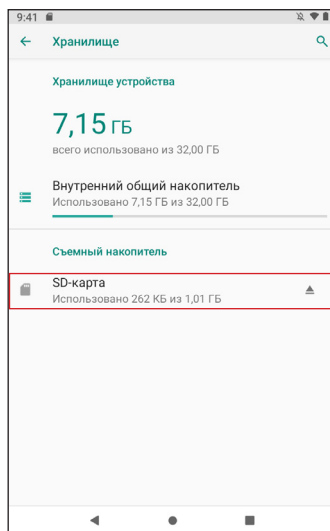 9:41
Хранилище
Хранилище устройства
7,15 ГБ
всего использовано из 32,00 ГБ
Внутренний общий накопитель
Использовано 7,15 ГБ из 32,00 ГБ
Съемный накопитель
SD-карта
Использовано 262 КБ из 1,01 ГБ